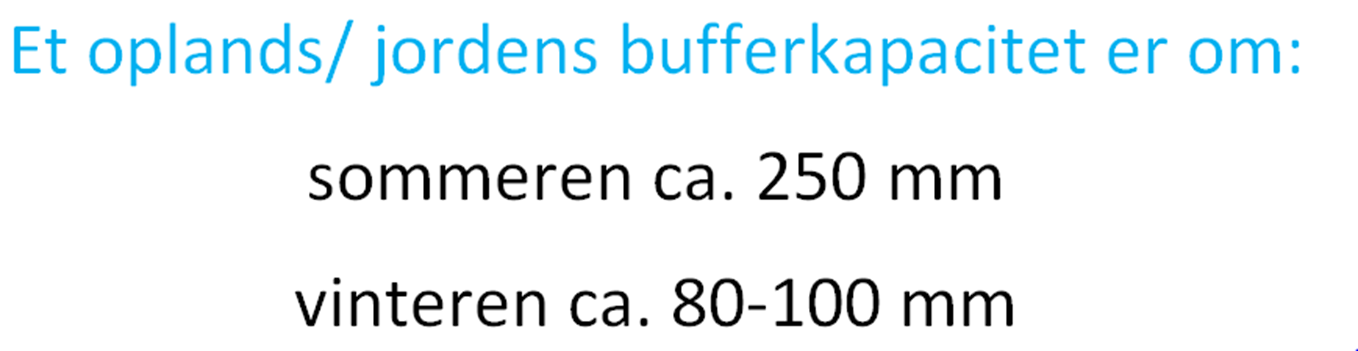 Et oplands/ jordens bufferkapacitet er om:
sommeren ca. 250 mm
vinteren ca. 80-100 mm